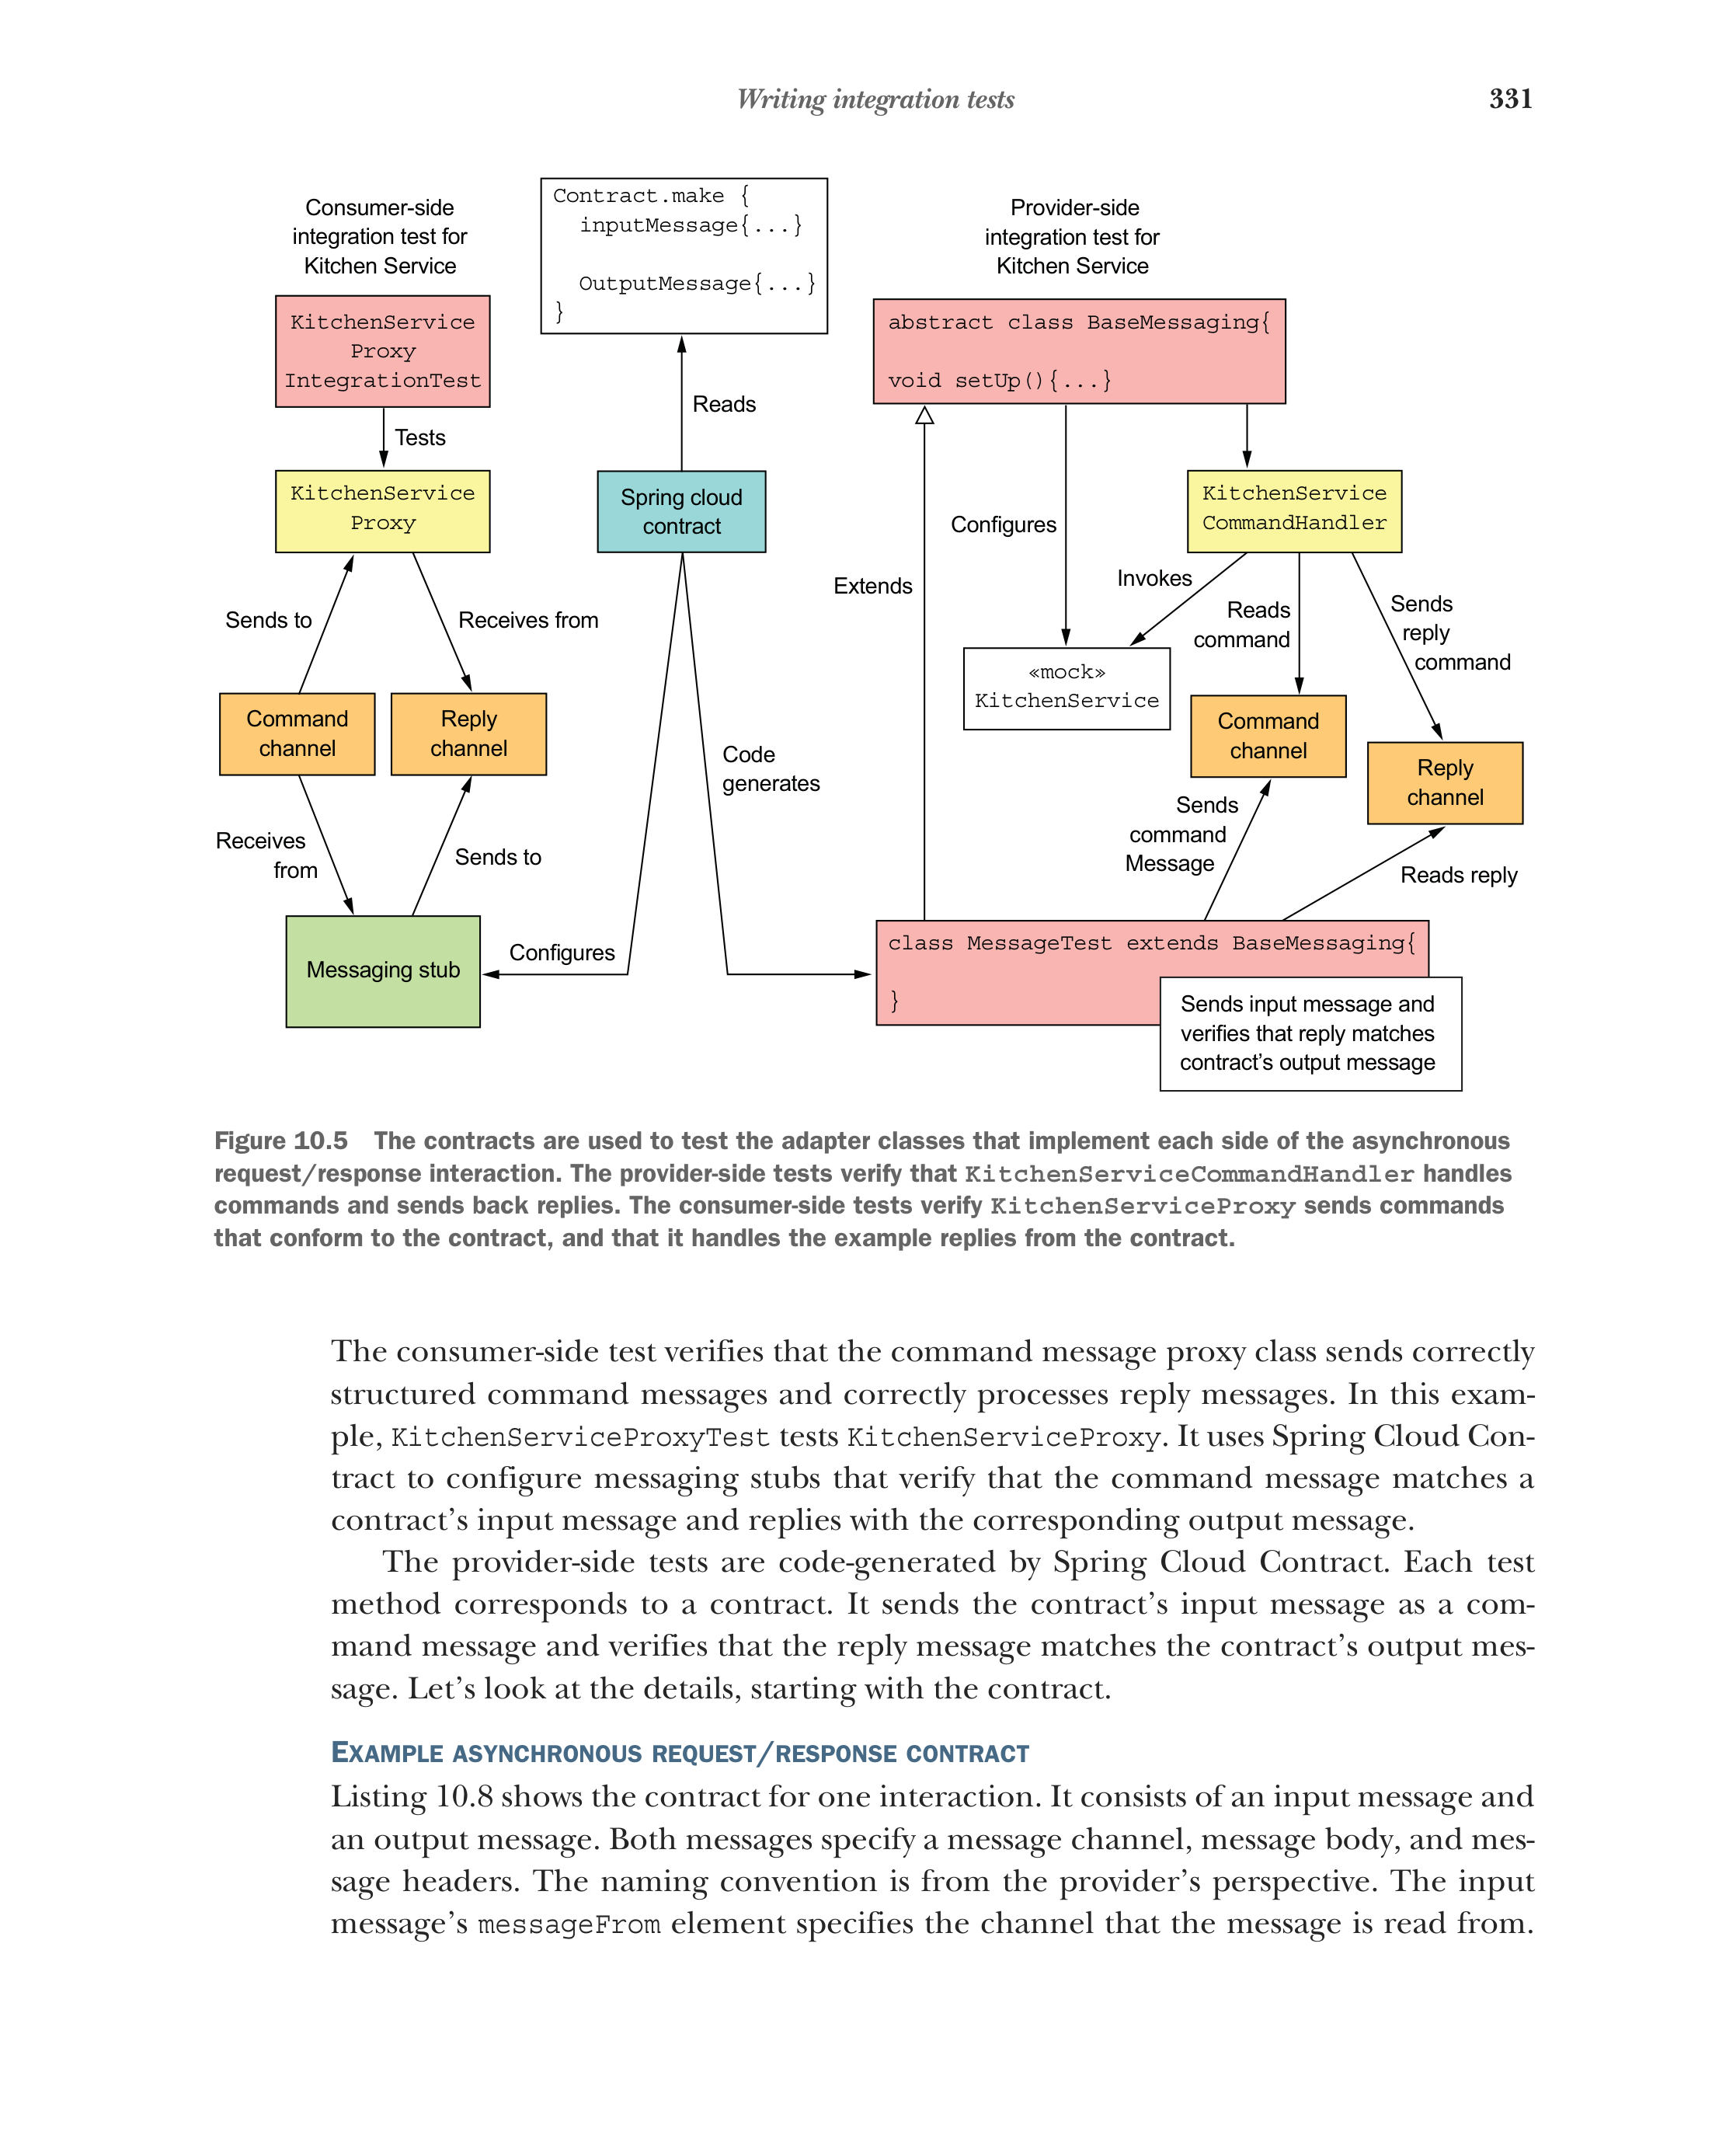 Writing integration tests
331
Consumer-side
integration test for
Kitchen Service
KitchenService
Proxy
IntegrationTest
Tests
KitchenService
Proxy
Sends to
Receives from
Command
channel
Reply
channel
Receives
from
Sends to
Messaging stub
Contract.make {
inputMessage{...}
OutputMessage{...}
}
Reads
Spring cloud
contract
Configures
Code
generates
Provider-side
integration test for
Kitchen Service
abstract class BaseMessaging{
void setUp(){...}
Extends
Configures
KitchenService
CommandHandler
Invokes
Reads
command
Sends
reply
command
«mock»
KitchenService
Command
channel
Reply
channel
Sends
command
Message
Reads reply
class MessageTest extends BaseMessaging{
}
Sends input message and
verifies that reply matches
contract's output message
Figure 10.5 The contracts are used to test the adapter classes that implement each side of the asynchronous
request/response interaction. The provider-side tests verify that KitchenServiceCommandHandler handles
commands and sends back replies. The consumer-side tests verify KitchenServiceProxy sends commands
that conform to the contract, and that it handles the example replies from the contract.
The consumer-side test verifies that the command message proxy class sends correctly
structured command messages and correctly processes reply messages. In this exam-
ple, KitchenServiceProxyTest tests KitchenServiceProxy. It uses Spring Cloud Con-
tract to configure messaging stubs that verify that the command message matches a
contract's input message and replies with the corresponding output message.
The provider-side tests are code-generated by Spring Cloud Contract. Each test
method corresponds to a contract. It sends the contract's input message as a com-
mand message and verifies that the reply message matches the contract's output mes-
sage. Let's look at the details, starting with the contract.
EXAMPLE ASYNCHRONOUS REQUEST/RESPONSE CONTRACT
Listing 10.8 shows the contract for one interaction. It consists of an input message and
an output message. Both messages specify a message channel, message body, and mes-
sage headers. The naming convention is from the provider's perspective. The input
message's messageFrom element specifies the channel that the message is read from.